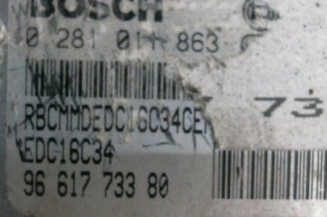 BOSCH
0 281 011 863
73
RBCMMDEDC16C34CE
EDC16C34
96 617 733 80